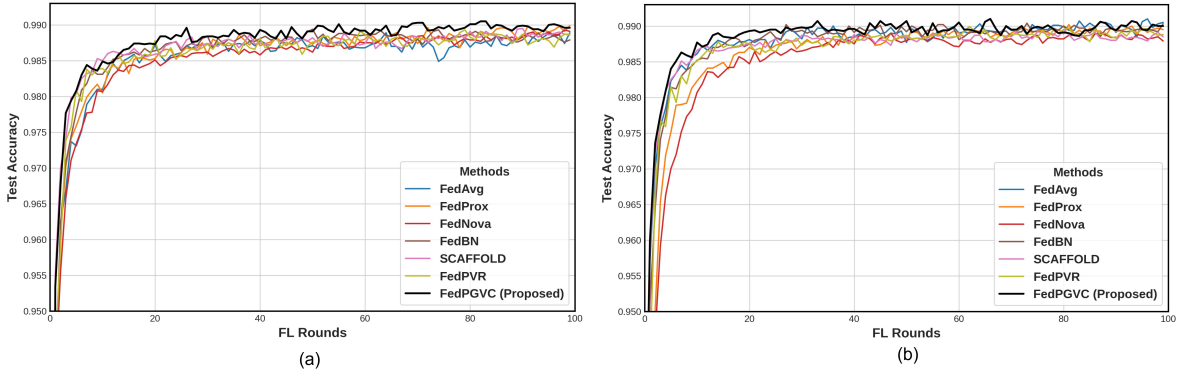 0.990
0.985
0.980
0.975
0.970
0.965
0.960
0.955
0.950
Test Accuracy
0
20
40
60
80
100
FL Rounds
Methods
FedAvg
FedProx
FedNova
FedBN
SCAFFOLD
FedPVR
FedPGVC (Proposed)
(a)
0.990
0.985
0.980
0.975
0.970
0.965
0.960
0.955
0.950
Test Accuracy
0
20
40
60
80
100
FL Rounds
Methods
FedAvg
FedProx
FedNova
FedBN
SCAFFOLD
FedPVR
FedPGVC (Proposed)
(b)